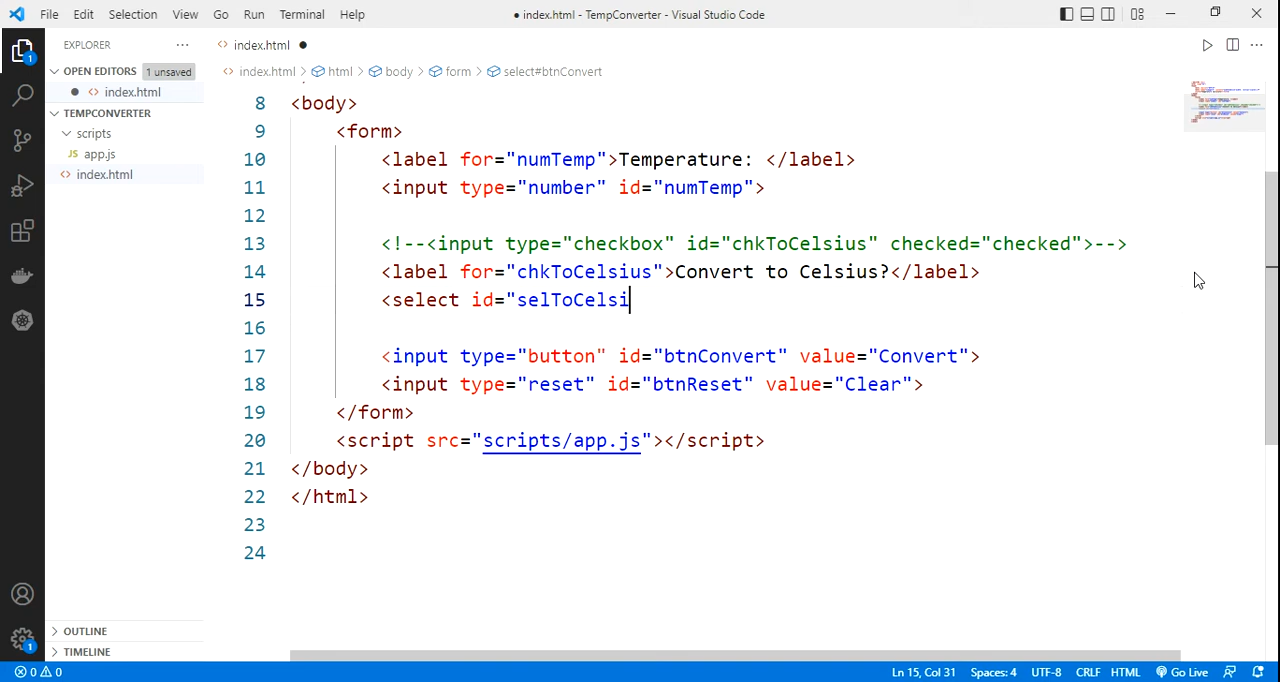 File Edit Selection View Go Run Terminal Help
● index.html - TempConverter - Visual Studio Code
EXPLORER ···
OPEN EDITORS 1 unsaved
● <> index.html
TEMPCONVERTER
scripts
JS app.js
<> index.html
OUTLINE
TIMELINE
<> index.html ●
<> index.html > html > body > form > select#btnConvert
8 <body>
9 <form>
10 <label for="numTemp">Temperature: </label>
11 <input type="number" id="numTemp">
12
13 <!--<input type="checkbox" id="chkToCelsius" checked="checked">-->
14 <label for="chkToCelsius">Convert to Celsius?</label>
15 <select id="selToCelsi
16
17 <input type="button" id="btnConvert" value="Convert">
18 <input type="reset" id="btnReset" value="Clear">
19 </form>
20 <script src="scripts/app.js"></script>
21 </body>
22 </html>
23
24
1
1
0 0
Ln 15, Col 31 Spaces: 4 UTF-8 CRLF HTML Go Live